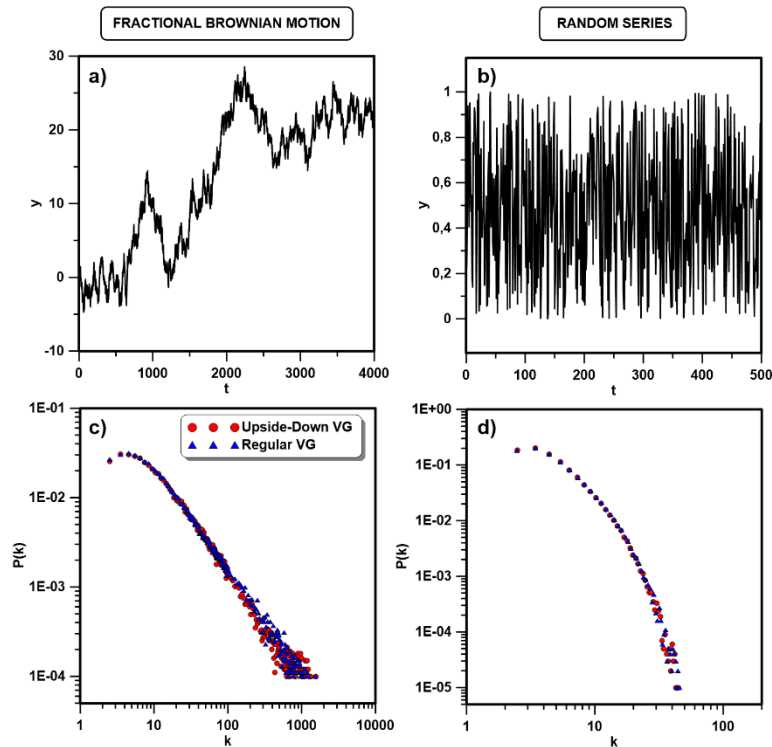 FRACTIONAL BROWNIAN MOTION
RANDOM SERIES
a)
30
20
10
0
-10
y
0 1000 2000 3000 4000
t
b)
1
0,8
0,6
0,4
0,2
0
y
0 100 200 300 400 500
t
c)
Upside-Down VG
Regular VG
1E-01
1E-02
1E-03
1E-04
P(k)
1 10 100 1000 10000
k
d)
1E+00
1E-01
1E-02
1E-03
1E-04
1E-05
P(k)
1 10 100
k